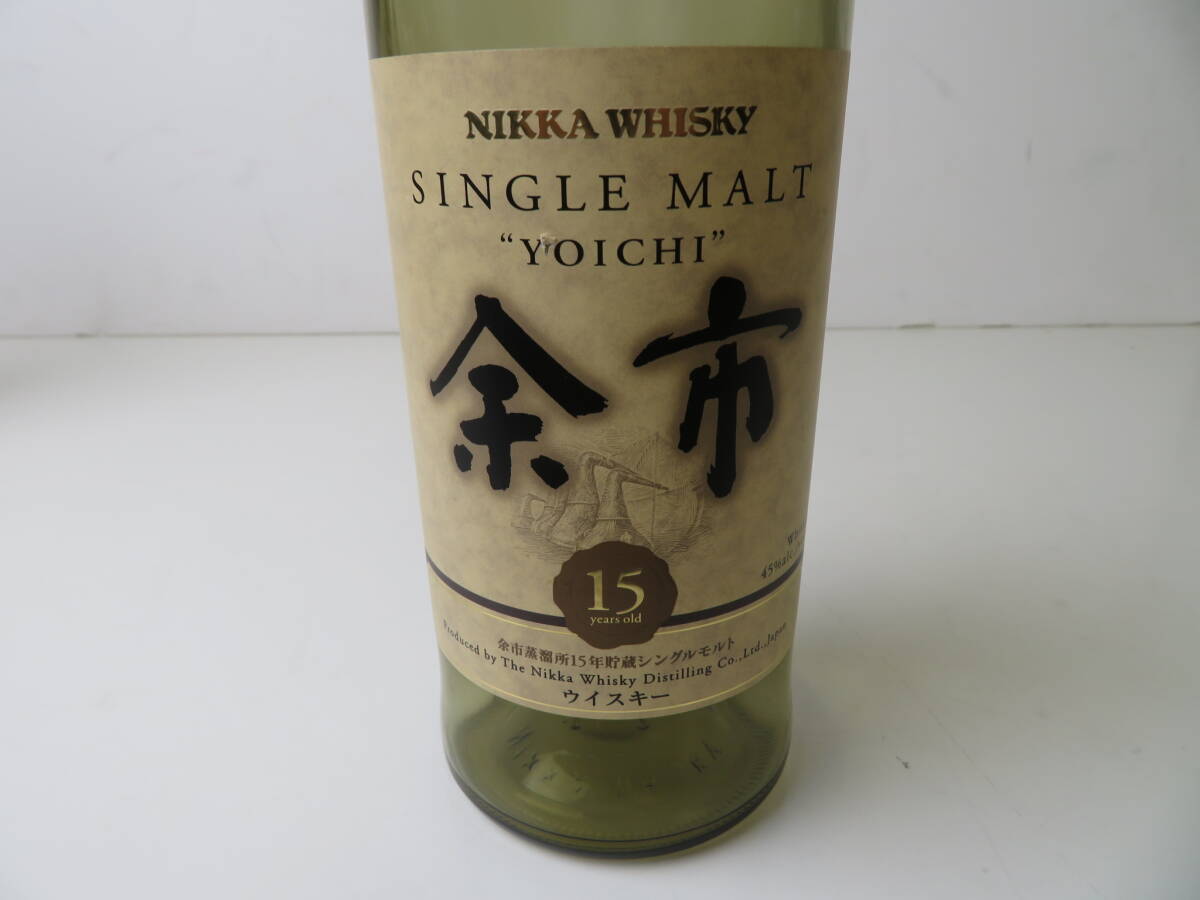 NIKKA WHISKY
SINGLE MALT
“YOICHI”
余市
45%alc.
15
years old
余市蒸溜所15年貯蔵シングルモルト
Produced by The Nikka Whisky Distilling Co.,Ltd.,Japan
ウイスキー